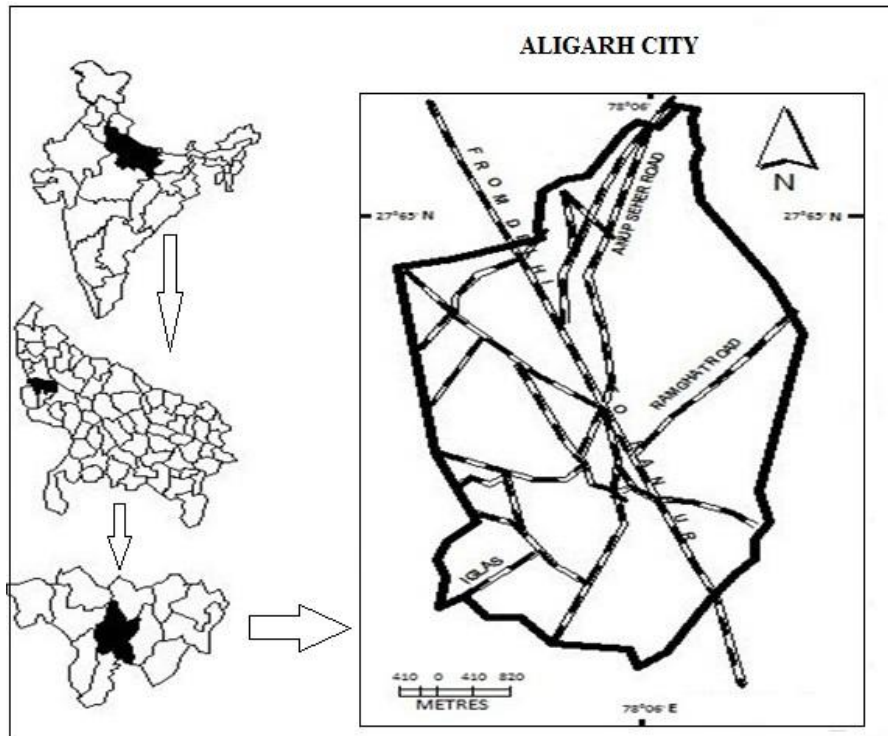 ALIGARH CITY
78°06'
N
27°65' N
27°65' N
FROM DELHI
ANUP SEHER ROAD
RAMGHAT ROAD
IGLAS
410 0 410 820
METRES
78°06' E